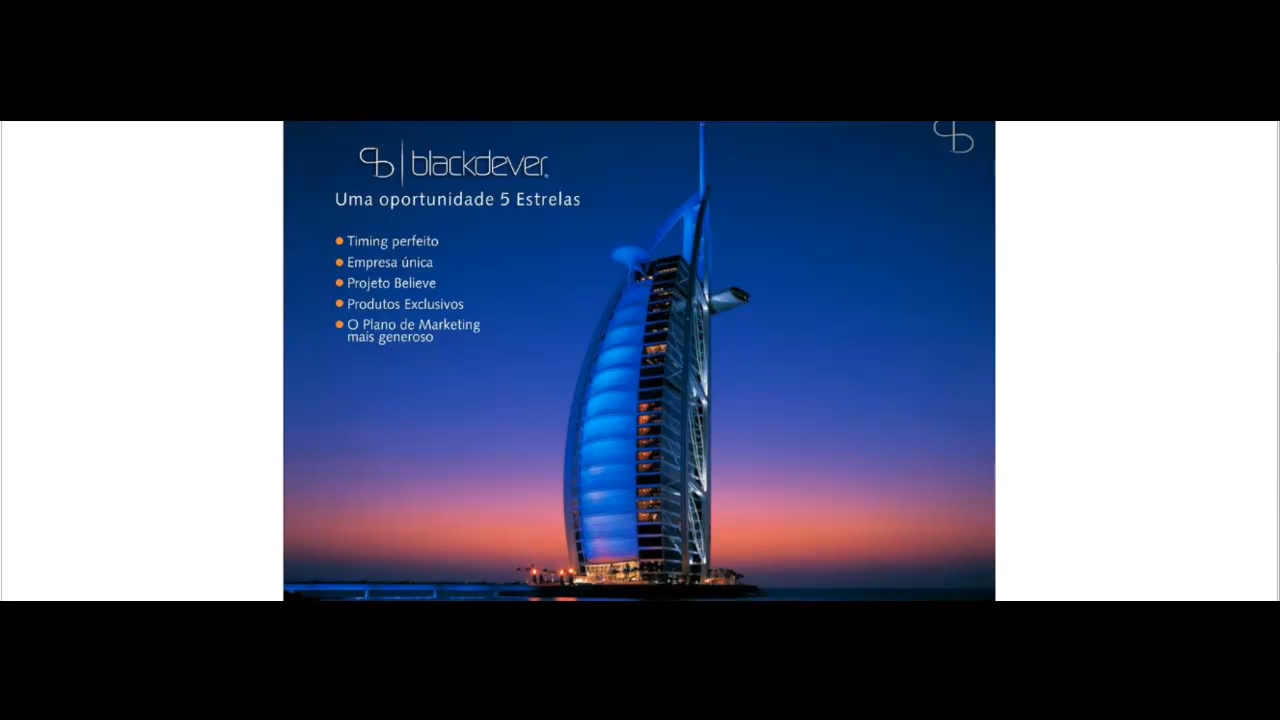 blackdever
Uma oportunidade 5 Estrelas
Timing perfeito
Empresa única
Projeto Believe
Produtos Exclusivos
O Plano de Marketing
mais generoso